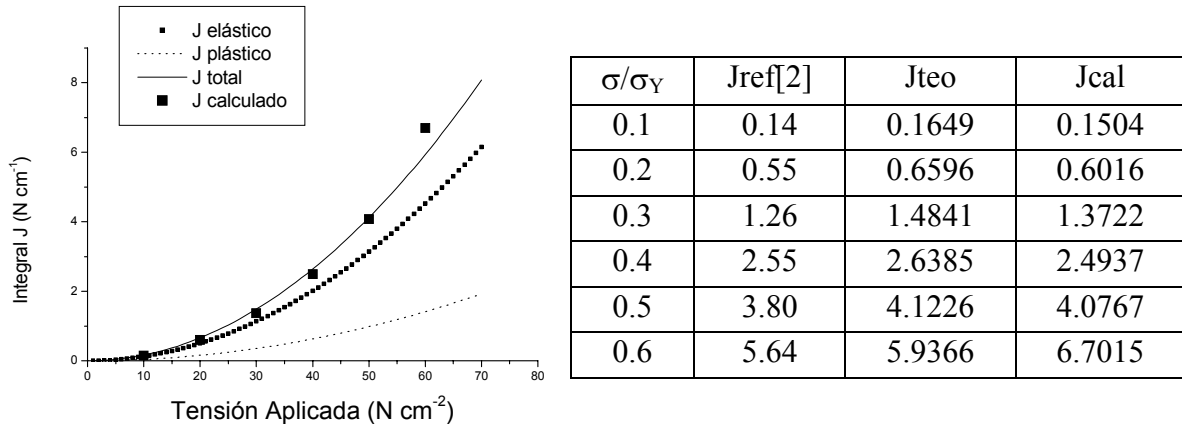 J elástico
J plástico
J total
J calculado
Integral J (N cm⁻¹)
8
6
4
2
0
0 10 20 30 40 50 60 70 80
Tensión Aplicada (N cm⁻²)
σ/σY Jref[2] Jteo Jcal
0.1 0.14 0.1649 0.1504
0.2 0.55 0.6596 0.6016
0.3 1.26 1.4841 1.3722
0.4 2.55 2.6385 2.4937
0.5 3.80 4.1226 4.0767
0.6 5.64 5.9366 6.7015